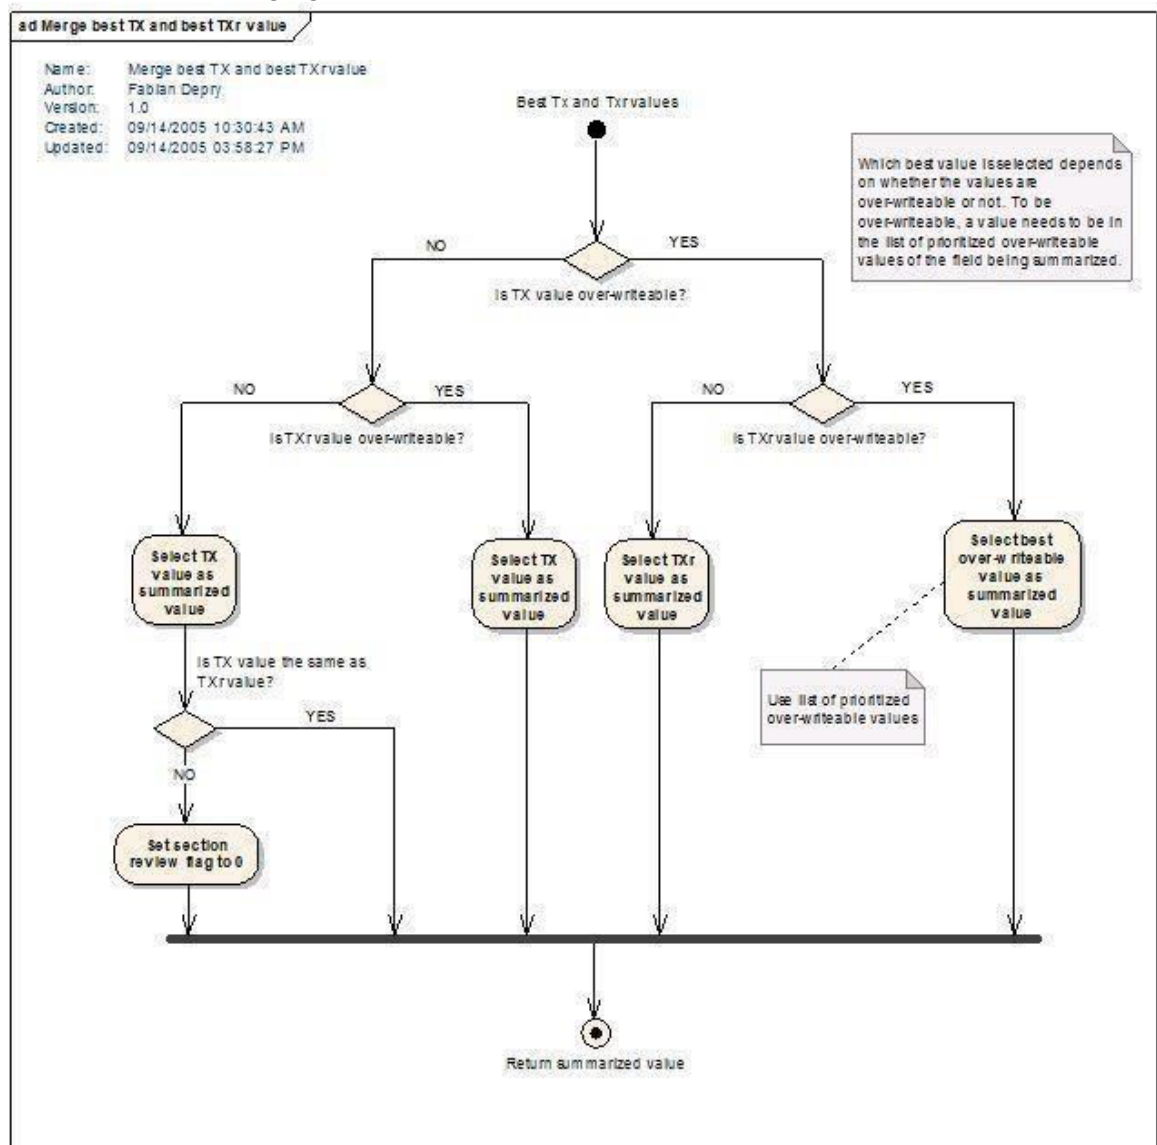 ad Merge best TX and best TXr value
Name: Merge best TX and best TXr value
Author: Fabian Depry
Version: 1.0
Created: 09/14/2005 10:30:43 AM
Updated: 09/14/2005 03:58:27 PM
Best Tx and Txr values
Which best value is selected depends
on whether the values are
over-writeable or not. To be
over-writeable, a value needs to be in
the list of prioritized over-writeable
values of the field being summarized.
NO
YES
Is TX value over-writeable?
NO
YES
NO
YES
Is TXr value over-writeable?
Is TXr value over-writeable?
Select TX
value as
summarized
value
Select TX
value as
summarized
value
Select TXr
value as
summarized
value
Select best
over-writeable
value as
summarized
value
Is TX value the same as
TXr value?
YES
Use list of prioritized
over-writeable values
NO
Set section
review flag to 0
Return summarized value